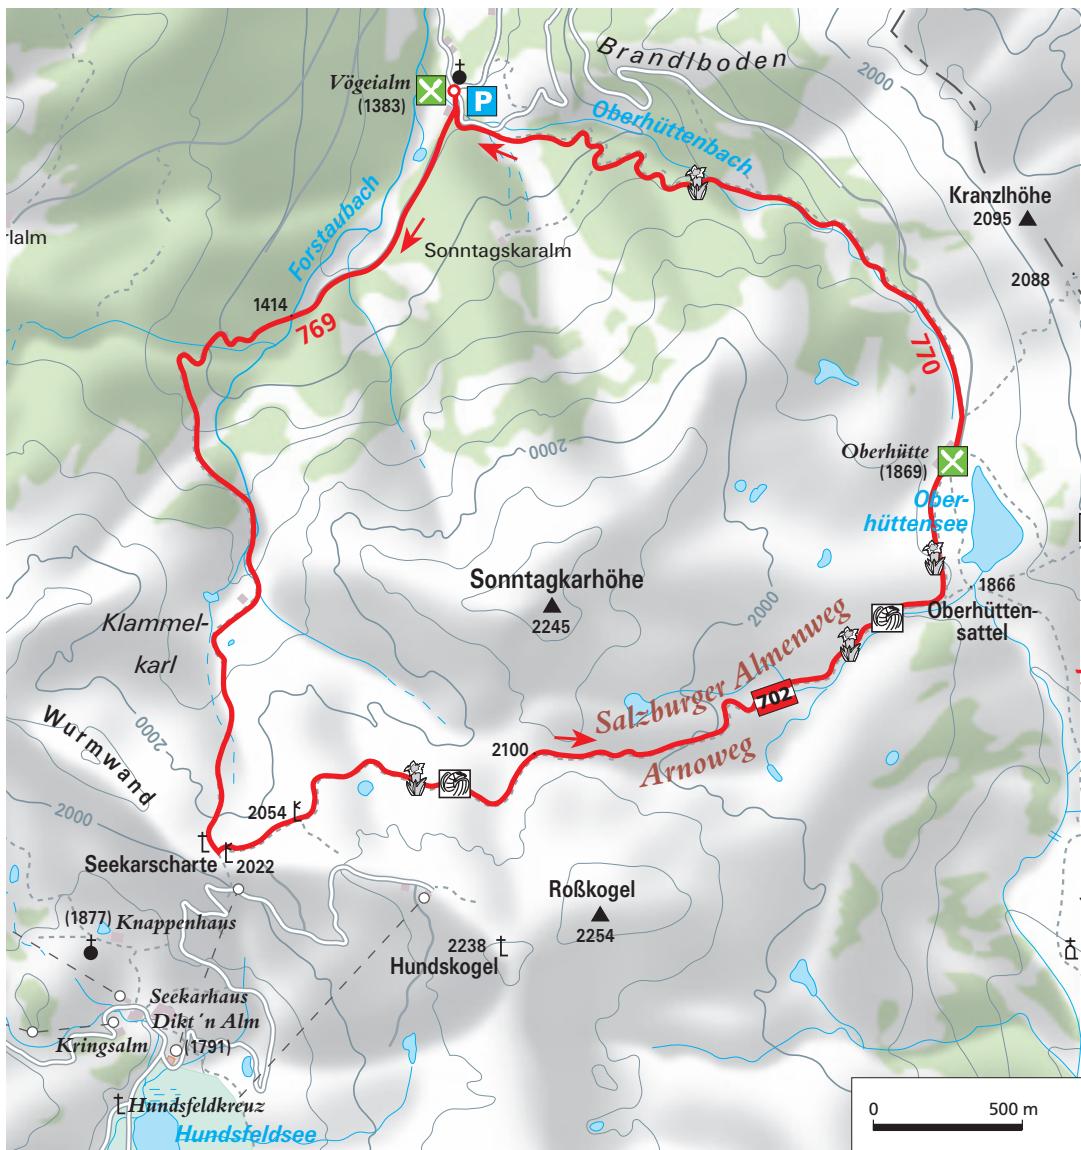 Brandlboden
2000
Vögeialm
(1383)
P
Oberhüttenbach
Kranzlhöhe
2095
rlalm
Forstaubach
Sonntagskaralm
2088
1414
769
770
2000
Oberhütte
(1869)
Ober-
hüttensee
Sonntagkarhöhe
2245
2000
1866
Oberhütten-
sattel
Klammel-
karl
Salzburger Almenweg
702
Arnoweg
2000
Wurmwand
2100
2054
2000
Seekarscharte
2022
Roßkogel
2254
(1877)
Knappenhaus
2238
Hundskogel
Seekarhaus
Dikt´n Alm
(1791)
Kringsalm
Hundsfeldkreuz
Hundsfeldsee
0
500 m